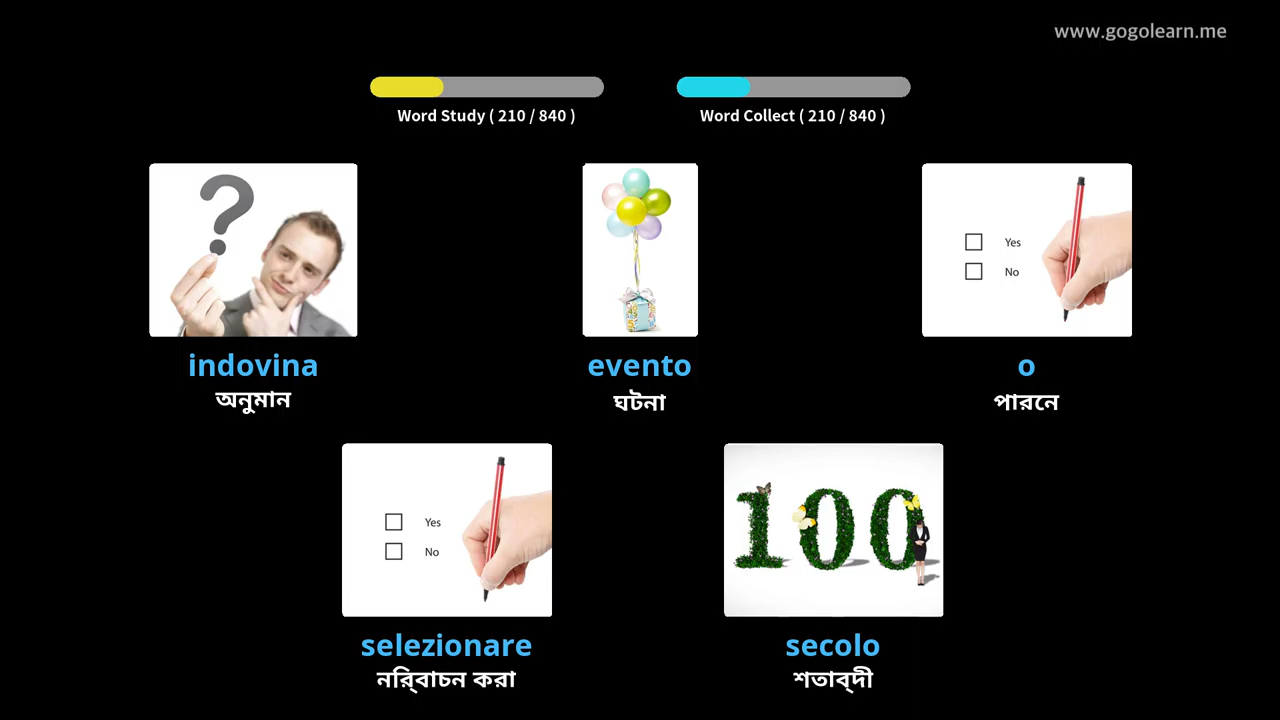 www.gogolearn.me
Word Study ( 210 / 840 )
Word Collect ( 210 / 840 )
Yes
No
indovina
অনুমান
evento
ঘটনা
o
পারনে
Yes
No
selezionare
নরি্বাচন করা
100
secolo
শতাব্দী